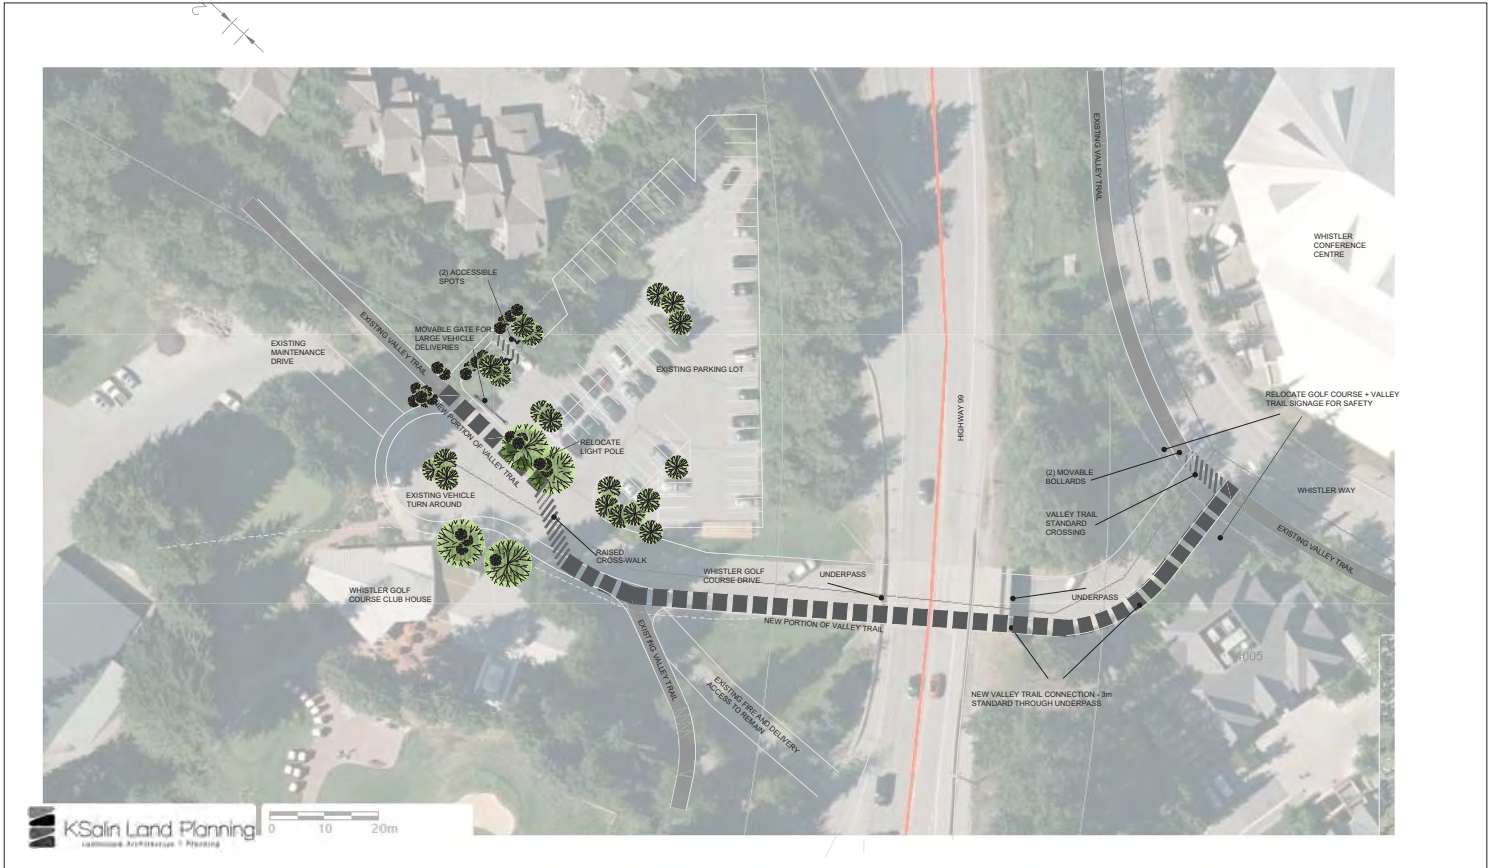 EXISTING VALLEY TRAIL
WHISTLER
CONFERENCE
CENTRE
(2) ACCESSIBLE
SPOTS
EXISTING VALLEY TRAIL
MOVABLE GATE FOR
LARGE VEHICLE
DELIVERIES
EXISTING
MAINTENANCE
DRIVE
EXISTING PARKING LOT
HIGHWAY 99
RELOCATE GOLF COURSE + VALLEY
TRAIL SIGNAGE FOR SAFETY
NEW PORTION OF VALLEY TRAIL
RELOCATE
LIGHT POLE
(2) MOVABLE
BOLLARDS
WHISTLER WAY
EXISTING VEHICLE
TURN AROUND
VALLEY TRAIL
STANDARD
CROSSING
EXISTING VALLEY TRAIL
RAISED
CROSS-WALK
WHISTLER GOLF
COURSE DRIVE
UNDERPASS
UNDERPASS
WHISTLER GOLF
COURSE CLUB HOUSE
NEW PORTION OF VALLEY TRAIL
EXISTING VALLEY TRAIL
4005
EXISTING FIRE AND DELIVERY
ACCESS TO REMAIN
NEW VALLEY TRAIL CONNECTION - 3m
STANDARD THROUGH UNDERPASS
KSalin Land Planning
Landscape Architecture + Planning
0 10 20m